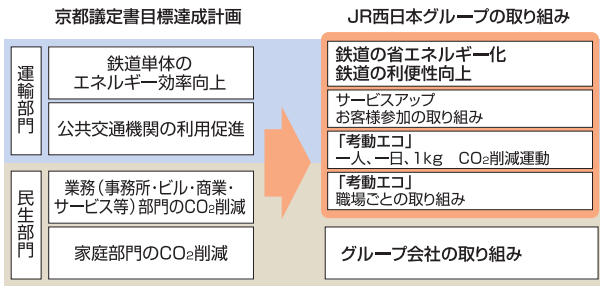 京都議定書目標達成計画
運輸部門
鉄道単体の
エネルギー効率向上
公共交通機関の利用促進
民生部門
業務（事務所・ビル・商業・
サービス等）部門のCO2削減
家庭部門のCO2削減
JR西日本グループの取り組み
鉄道の省エネルギー化
鉄道の利便性向上
サービスアップ
お客様参加の取り組み
「考動エコ」
一人、一日、1kg　CO2削減運動
「考動エコ」
職場ごとの取り組み
グループ会社の取り組み